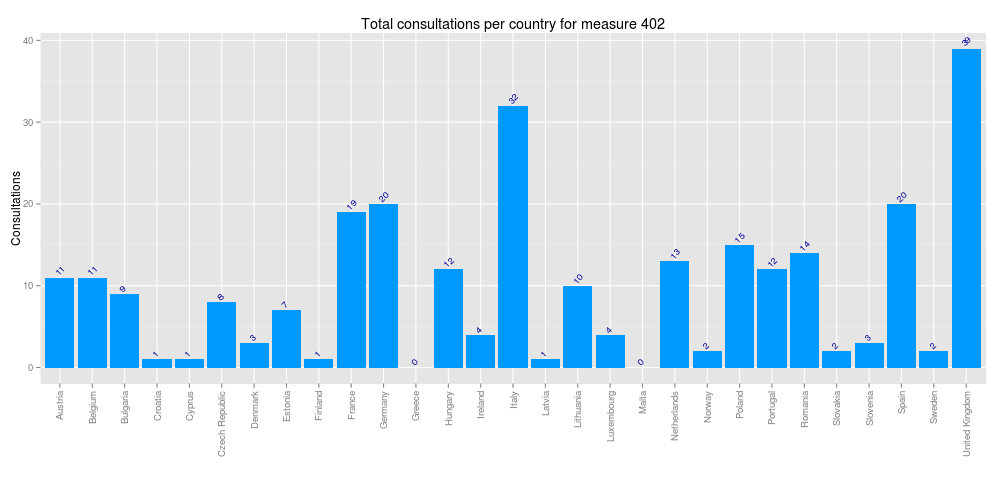 Total consultations per country for measure 402
Consultations
40
30
20
10
0
11
11
9
1
1
8
3
7
1
19
20
0
12
4
32
1
10
4
0
13
2
15
12
14
2
3
20
2
39
Austria
Belgium
Bulgaria
Croatia
Cyprus
Czech Republic
Denmark
Estonia
Finland
France
Germany
Greece
Hungary
Ireland
Italy
Latvia
Lithuania
Luxembourg
Malta
Netherlands
Norway
Poland
Portugal
Romania
Slovakia
Slovenia
Spain
Sweden
United Kingdom